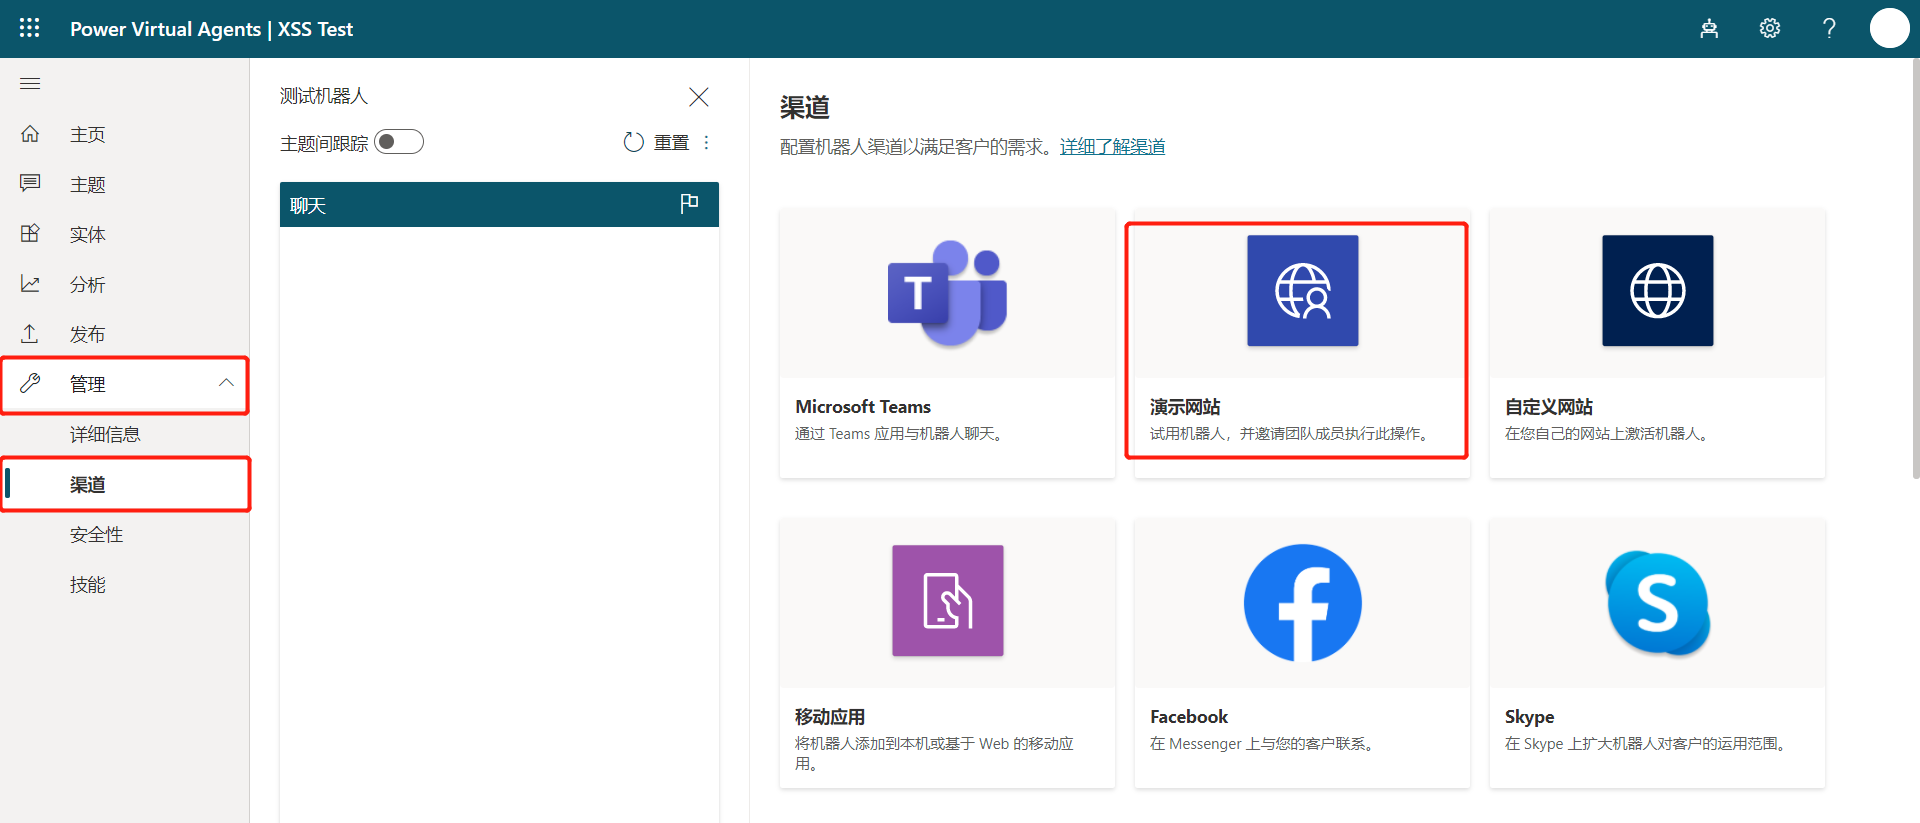 Power Virtual Agents | XSS Test
主页
主题
实体
分析
发布
管理
详细信息
渠道
安全性
技能
测试机器人
主题间跟踪
重置
聊天
渠道
配置机器人渠道以满足客户的需求。详细了解渠道
Microsoft Teams
通过 Teams 应用与机器人聊天。
演示网站
试用机器人，并邀请团队成员执行此操作。
自定义网站
在您自己的网站上激活机器人。
移动应用
将机器人添加到本机或基于 Web 的移动应
用。
Facebook
在 Messenger 上与您的客户联系。
Skype
在 Skype 上扩大机器人对客户的运用范围。